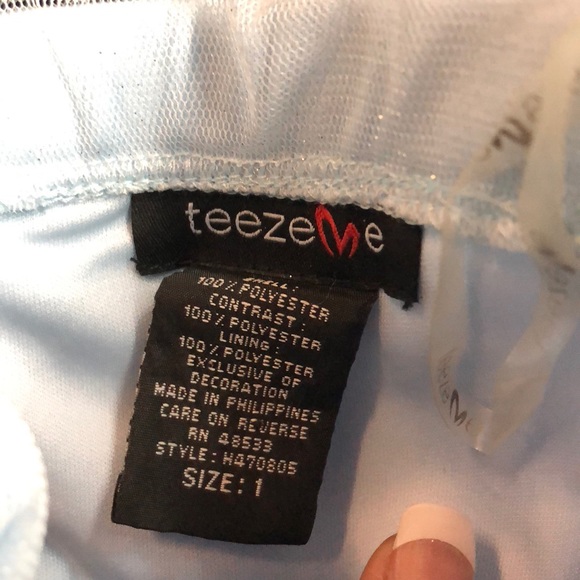 teezeMe
SHELL:
100% POLYESTER
CONTRAST:
100% POLYESTER
LINING:
100% POLYESTER
EXCLUSIVE OF
DECORATION
MADE IN PHILIPPINES
CARE ON REVERSE
RN 48533
STYLE: H470805
SIZE: 1